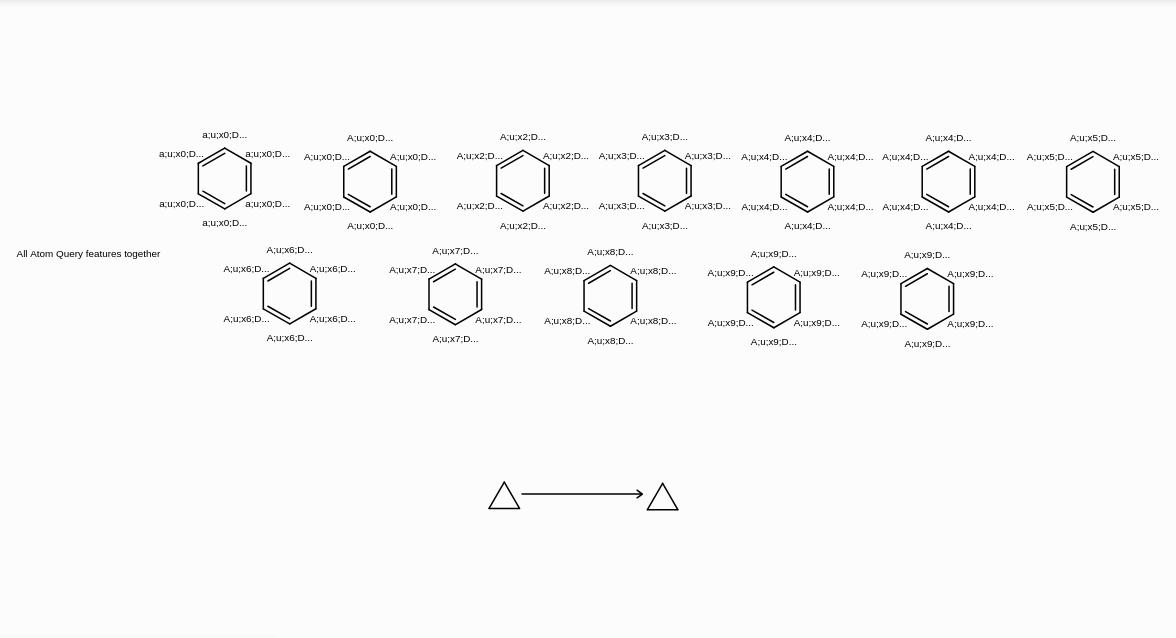 a;u;x0;D...
a;u;x0;D... a;u;x0;D...
a;u;x0;D... a;u;x0;D...
a;u;x0;D...
A;u;x0;D...
A;u;x0;D... A;u;x0;D...
A;u;x0;D... A;u;x0;D...
A;u;x0;D...
A;u;x2;D...
A;u;x2;D... A;u;x2;D...
A;u;x2;D... A;u;x2;D...
A;u;x2;D...
A;u;x3;D...
A;u;x3;D... A;u;x3;D...
A;u;x3;D... A;u;x3;D...
A;u;x3;D...
A;u;x4;D...
A;u;x4;D... A;u;x4;D...
A;u;x4;D... A;u;x4;D...
A;u;x4;D...
A;u;x4;D...
A;u;x4;D... A;u;x4;D...
A;u;x4;D... A;u;x4;D...
A;u;x4;D...
A;u;x5;D...
A;u;x5;D... A;u;x5;D...
A;u;x5;D... A;u;x5;D...
A;u;x5;D...
All Atom Query features together
A;u;x6;D...
A;u;x6;D... A;u;x6;D...
A;u;x6;D... A;u;x6;D...
A;u;x6;D...
A;u;x7;D...
A;u;x7;D... A;u;x7;D...
A;u;x7;D... A;u;x7;D...
A;u;x7;D...
A;u;x8;D...
A;u;x8;D... A;u;x8;D...
A;u;x8;D... A;u;x8;D...
A;u;x8;D...
A;u;x9;D...
A;u;x9;D... A;u;x9;D...
A;u;x9;D... A;u;x9;D...
A;u;x9;D...
A;u;x9;D...
A;u;x9;D... A;u;x9;D...
A;u;x9;D... A;u;x9;D...
A;u;x9;D...